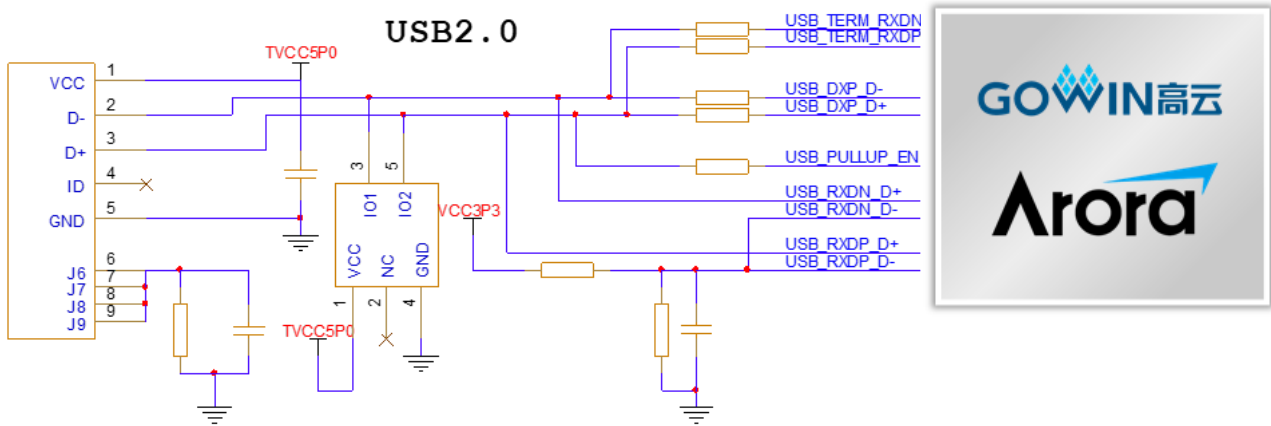 USB2.0
TVCC5P0
VCC 1
D- 2
D+ 3
ID 4
GND 5
J6 6
J7 7
J8 8
J9 9
3 5
IO1 IO2
VCC NC GND
1 2 4
TVCC5P0
VCC3P3
USB_TERM_RXDN
USB_TERM_RXDP
USB_DXP_D-
USB_DXP_D+
USB_PULLUP_EN
USB_RXDN_D+
USB_RXDN_D-
USB_RXDP_D+
USB_RXDP_D-
GOWIN高云
Arora